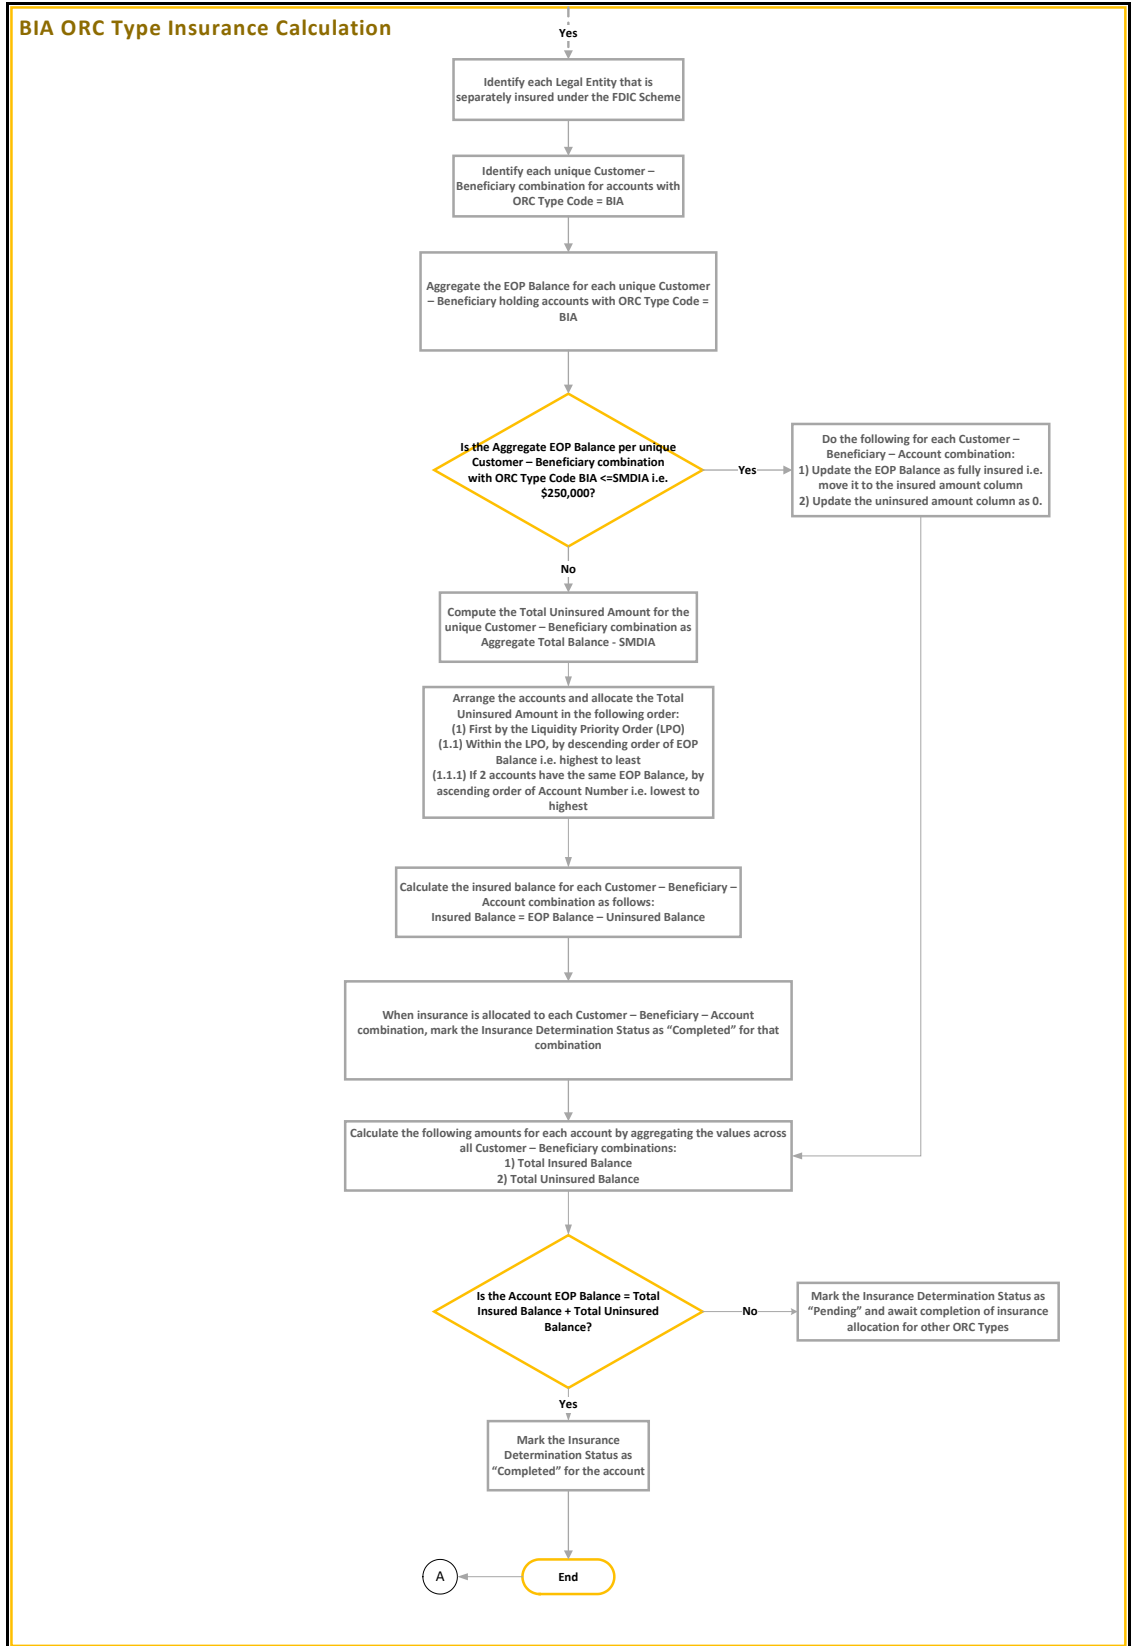 BIA ORC Type Insurance Calculation
Yes
Identify each Legal Entity that is
separately insured under the FDIC Scheme
Identify each unique Customer –
Beneficiary combination for accounts with
ORC Type Code = BIA
Aggregate the EOP Balance for each unique Customer
– Beneficiary holding accounts with ORC Type Code =
BIA
Is the Aggregate EOP Balance per unique
Customer – Beneficiary combination
with ORC Type Code BIA <=SMDIA i.e.
$250,000?
Yes
Do the following for each Customer –
Beneficiary – Account combination:
1) Update the EOP Balance as fully insured i.e.
move it to the insured amount column
2) Update the uninsured amount column as 0.
No
Compute the Total Uninsured Amount for the
unique Customer – Beneficiary combination as
Aggregate Total Balance - SMDIA
Arrange the accounts and allocate the Total
Uninsured Amount in the following order:
(1) First by the Liquidity Priority Order (LPO)
(1.1) Within the LPO, by descending order of EOP
Balance i.e. highest to least
(1.1.1) If 2 accounts have the same EOP Balance, by
ascending order of Account Number i.e. lowest to
highest
Calculate the insured balance for each Customer – Beneficiary –
Account combination as follows:
Insured Balance = EOP Balance – Uninsured Balance
When insurance is allocated to each Customer – Beneficiary – Account
combination, mark the Insurance Determination Status as “Completed” for that
combination
Calculate the following amounts for each account by aggregating the values across
all Customer – Beneficiary combinations:
1) Total Insured Balance
2) Total Uninsured Balance
Is the Account EOP Balance = Total
Insured Balance + Total Uninsured
Balance?
No
Mark the Insurance Determination Status as
“Pending” and await completion of insurance
allocation for other ORC Types
Yes
Mark the Insurance
Determination Status as
“Completed” for the account
A
End